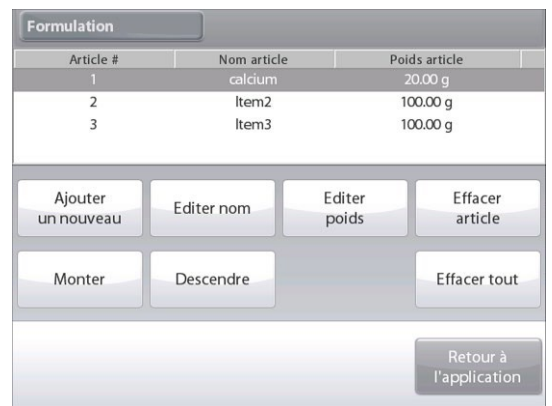 Formulation
Article # Nom article Poids article
1 calcium 20.00 g
2 Item2 100.00 g
3 Item3 100.00 g
Ajouter un nouveau
Editer nom
Editer poids
Effacer article
Monter
Descendre
Effacer tout
Retour à l'application